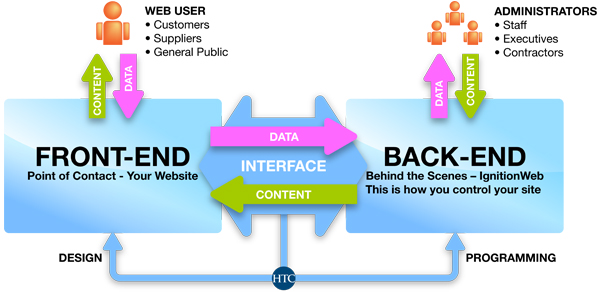 WEB USER
• Customers
• Suppliers
• General Public
ADMINISTRATORS
• Staff
• Executives
• Contractors
CONTENT
DATA
DATA
CONTENT
FRONT-END
Point of Contact - Your Website
DATA
INTERFACE
CONTENT
BACK-END
Behind the Scenes – IgnitionWeb
This is how you control your site
DESIGN
HTC
PROGRAMMING